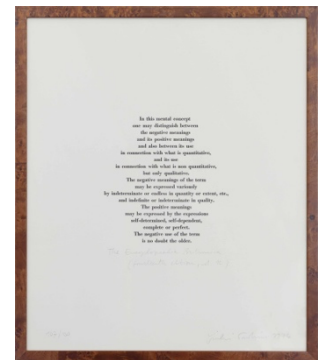 In this mental concept
one may distinguish between
the negative meanings
and its positive meanings
and also between its use
in connection with what is quantitative,
and its use
in connection with what is non quantitative,
but only qualitative.
The negative meanings of the term
may be expressed variously
by indeterminate or endless in quantity or extent, etc.,
and indefinite or indeterminate in quality.
The positive meanings
may be expressed by the expressions
self-determined, self-dependent,
complete or perfect.
The negative use of the term
is no doubt the older.